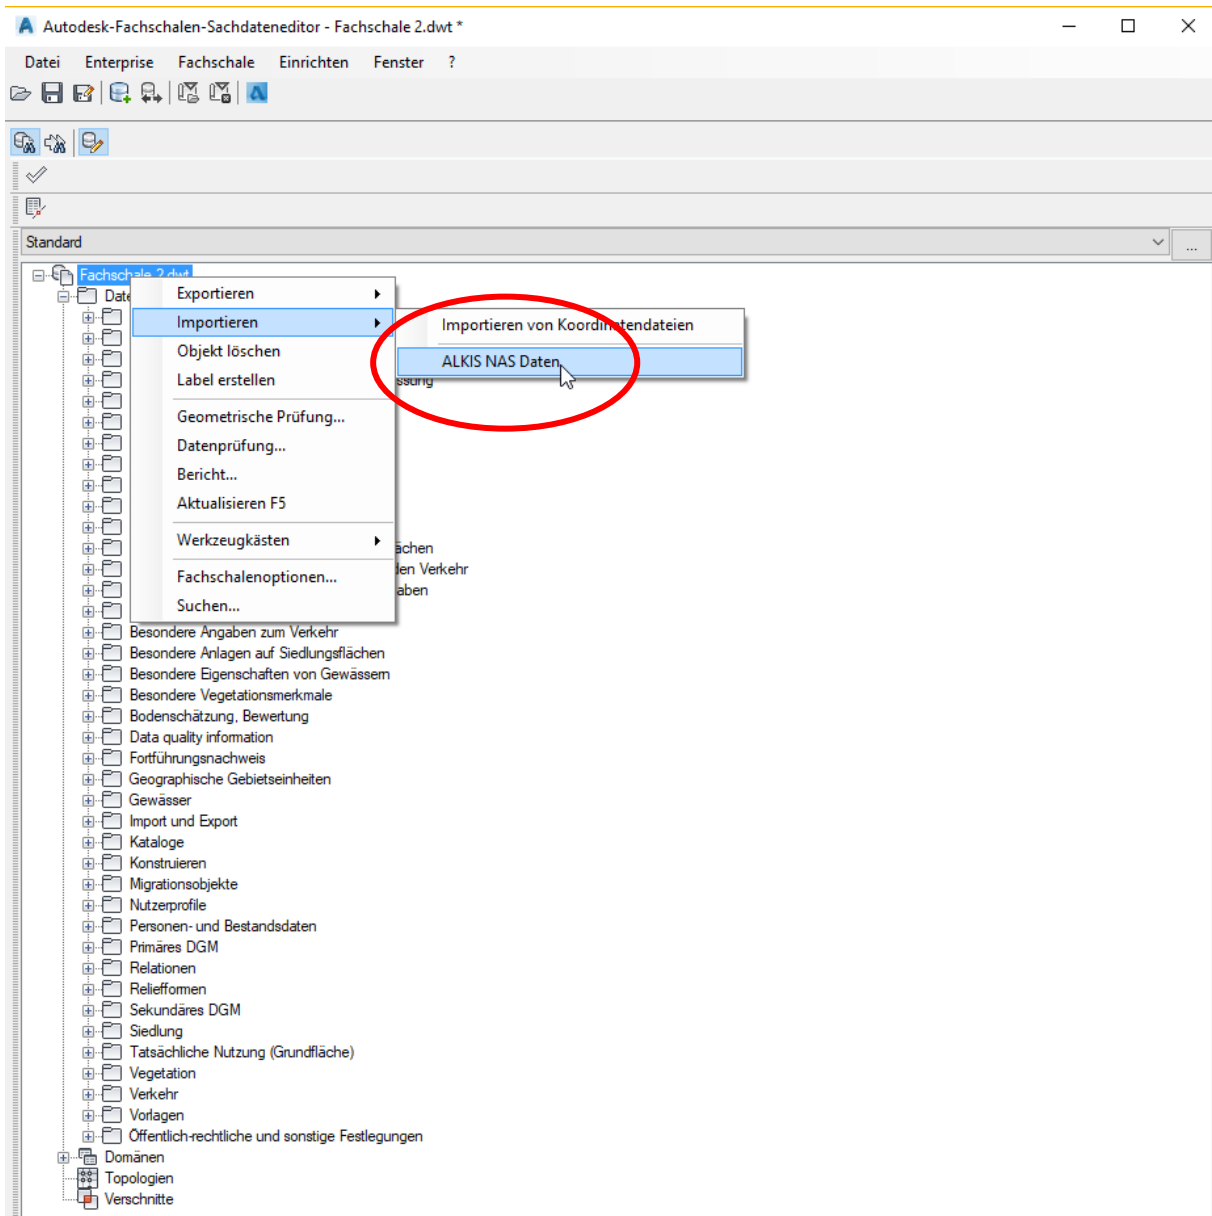 Autodesk-Fachschalen-Sachdateneditor - Fachschale 2.dwt *
Datei Enterprise Fachschale Einrichten Fenster ?
Standard
...
Fachschale 2.dwt
Exportieren
Importieren
Objekt löschen
Label erstellen
Geometrische Prüfung...
Datenprüfung...
Bericht...
Aktualisieren F5
Werkzeugkästen
Fachschalenoptionen...
Suchen...
Importieren von Koordinatendateien
ALKIS NAS Daten
Besondere Angaben zum Verkehr
Besondere Anlagen auf Siedlungsflächen
Besondere Eigenschaften von Gewässern
Besondere Vegetationsmerkmale
Bodenschätzung, Bewertung
Data quality information
Fortführungsnachweis
Geographische Gebietseinheiten
Gewässer
Import und Export
Kataloge
Konstruieren
Migrationsobjekte
Nutzerprofile
Personen- und Bestandsdaten
Primäres DGM
Relationen
Reliefformen
Sekundäres DGM
Siedlung
Tatsächliche Nutzung (Grundfläche)
Vegetation
Verkehr
Vorlagen
Öffentlich-rechtliche und sonstige Festlegungen
Domänen
Topologien
Verschnitte